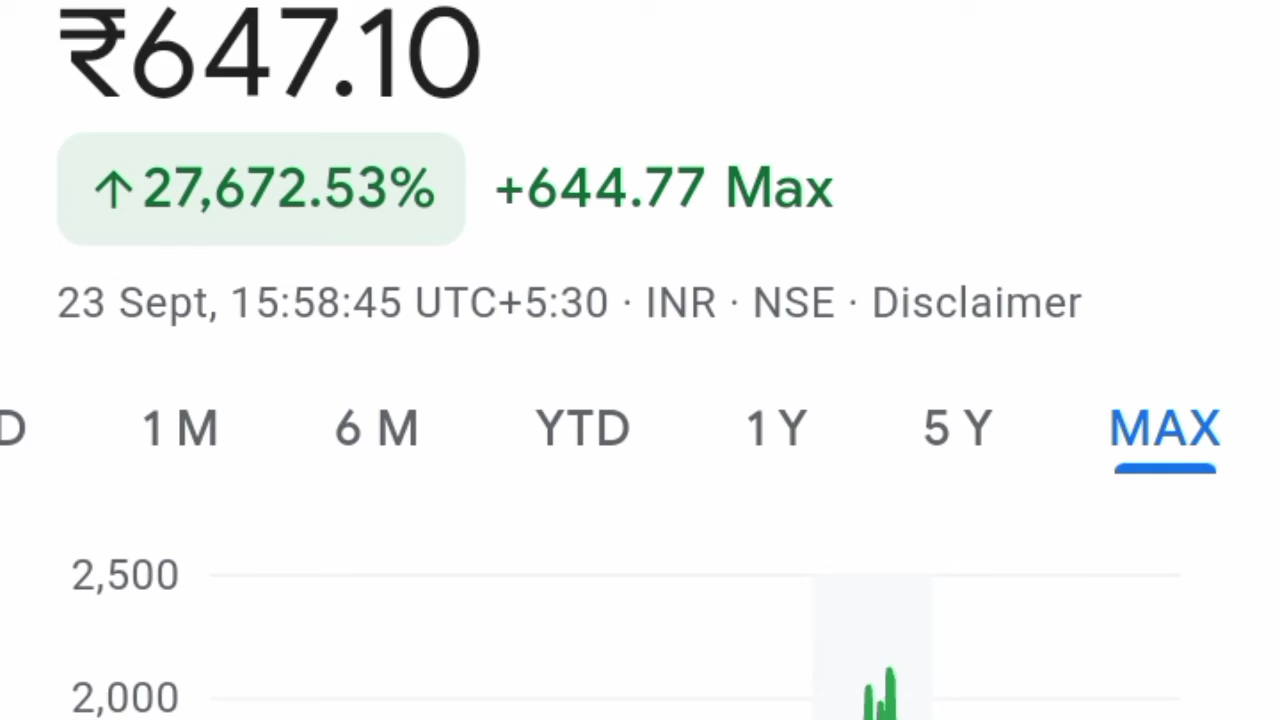 ₹647.10
↑27,672.53% +644.77 Max
23 Sept, 15:58:45 UTC+5:30 · INR · NSE · Disclaimer
D 1 M 6 M YTD 1 Y 5 Y MAX
2,500
2,000